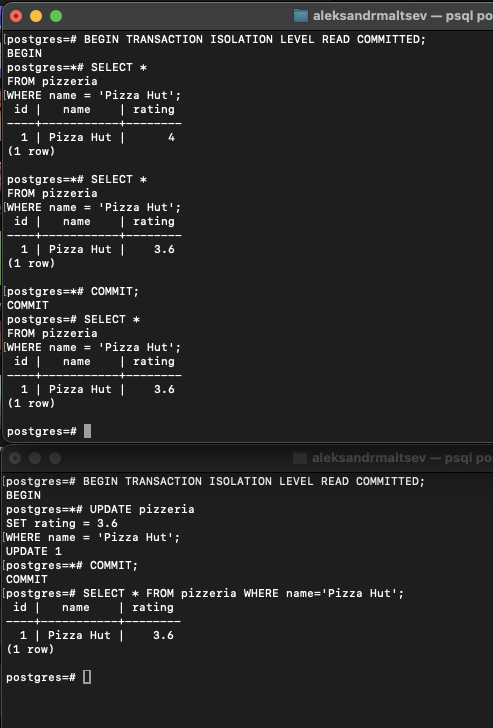 aleksandrmaltsev — psql po
postgres=# BEGIN TRANSACTION ISOLATION LEVEL READ COMMITTED;
BEGIN
postgres=*# SELECT *
FROM pizzeria
WHERE name = 'Pizza Hut';
 id |   name    | rating
----+-----------+--------
  1 | Pizza Hut |      4
(1 row)
postgres=*# SELECT *
FROM pizzeria
WHERE name = 'Pizza Hut';
 id |   name    | rating
----+-----------+--------
  1 | Pizza Hut |    3.6
(1 row)
postgres=*# COMMIT;
COMMIT
postgres=# SELECT *
FROM pizzeria
WHERE name = 'Pizza Hut';
 id |   name    | rating
----+-----------+--------
  1 | Pizza Hut |    3.6
(1 row)
postgres=#
aleksandrmaltsev — psql po
postgres=# BEGIN TRANSACTION ISOLATION LEVEL READ COMMITTED;
BEGIN
postgres=*# UPDATE pizzeria
SET rating = 3.6
WHERE name = 'Pizza Hut';
UPDATE 1
postgres=*# COMMIT;
COMMIT
postgres=# SELECT * FROM pizzeria WHERE name='Pizza Hut';
 id |   name    | rating
----+-----------+--------
  1 | Pizza Hut |    3.6
(1 row)
postgres=#